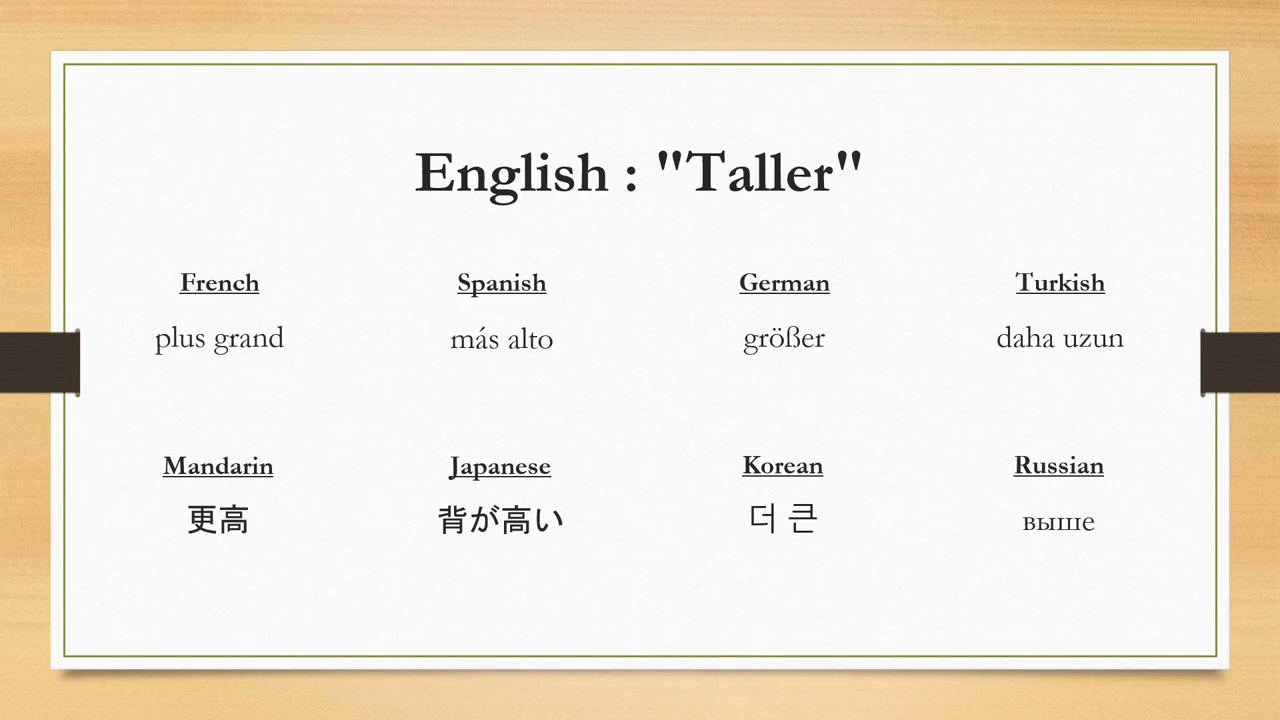 English : "Taller"
French
plus grand
Spanish
más alto
German
größer
Turkish
daha uzun
Mandarin
更高
Japanese
背が高い
Korean
더 큰
Russian
выше